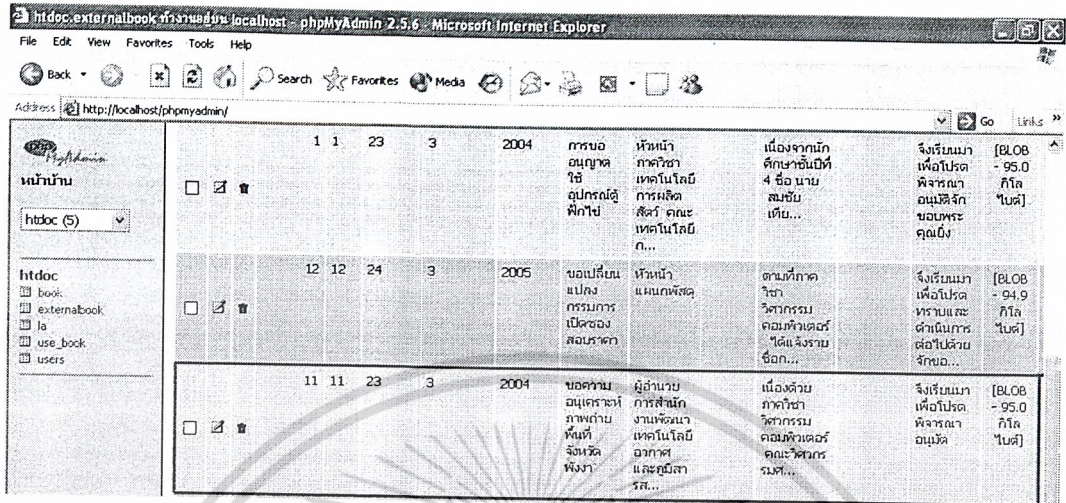 htdoc.externalbook ทำงานอยู่บน localhost - phpMyAdmin 2.5.6 - Microsoft Internet Explorer
File Edit View Favorites Tools Help
Back Search Favorites Media
Address http://localhost/phpmyadmin/ Go Links »
php
MyAdmin
หน้าบ้าน
htdoc (5)
htdoc
book
externalbook
la
use_book
users
1 1 23 3 2004
การขอ
อนุญาต
ใช้
อุปกรณ์ตู้
ฟักไข่
หัวหน้า
ภาควิชา
เทคโนโลยี
การผลิต
สัตว์ คณะ
เทคโนโลยี
ก...
เนื่องจากนัก
ศึกษาชั้นปีที่
4 ชื่อ นาย
สมชัย
เทีย...
จึงเรียนมา
เพื่อโปรด
พิจารณา
อนุมัติจัก
ขอบพระ
คุณยิ่ง
[BLOB
- 95.0
กิโล
ไบต์]
12 12 24 3 2005
ขอเปลี่ยน
แปลง
กรรมการ
เปิดซอง
สอบราคา
หัวหน้า
แผนกพัสดุ
ตามที่ภาค
วิชา
วิศวกรรม
คอมพิวเตอร์
ได้แจ้งราย
ชื่อก...
จึงเรียนมา
เพื่อโปรด
ทราบและ
ดำเนินการ
ต่อไปด้วย
จักขอ...
[BLOB
- 94.9
กิโล
ไบต์]
11 11 23 3 2004
ขอความ
อนุเคราะห์
ภาพถ่าย
พื้นที่
จังหวัด
พังงา
ผู้อำนวย
การสำนัก
งานพัฒนา
เทคโนโลยี
อวกาศ
และภูมิสา
รส...
เนื่องด้วย
ภาควิชา
วิศวกรรม
คอมพิวเตอร์
คณะวิศวกร
รมศ...
จึงเรียนมา
เพื่อโปรด
พิจารณา
อนุมัต
[BLOB
- 95.0
กิโล
ไบต์]